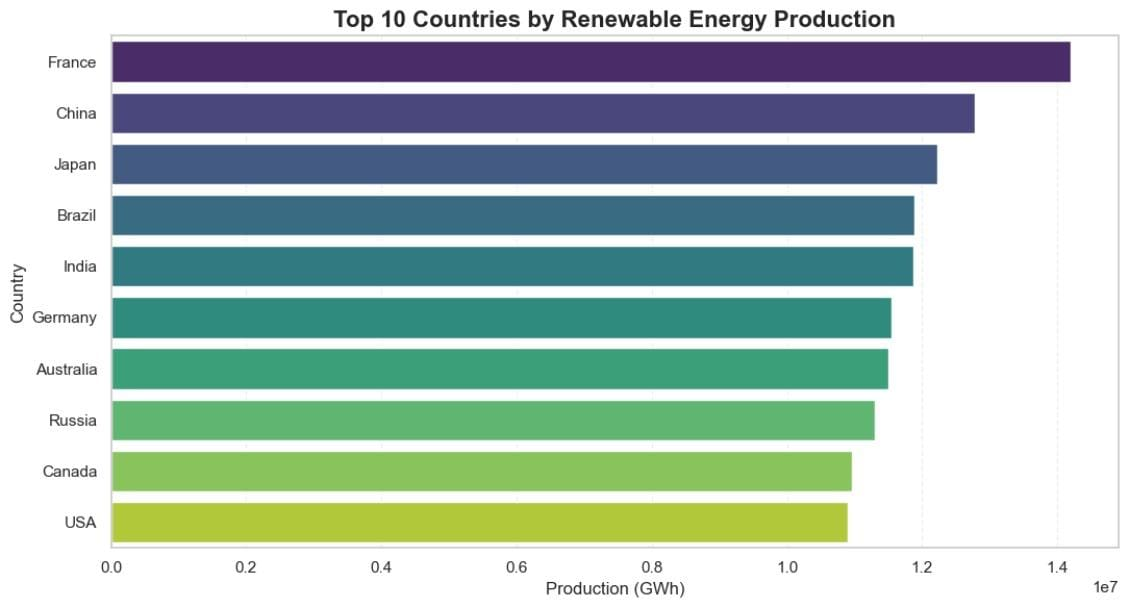 Top 10 Countries by Renewable Energy Production
Country
France
China
Japan
Brazil
India
Germany
Australia
Russia
Canada
USA
0.0 0.2 0.4 0.6 0.8 1.0 1.2 1.4
1e7
Production (GWh)